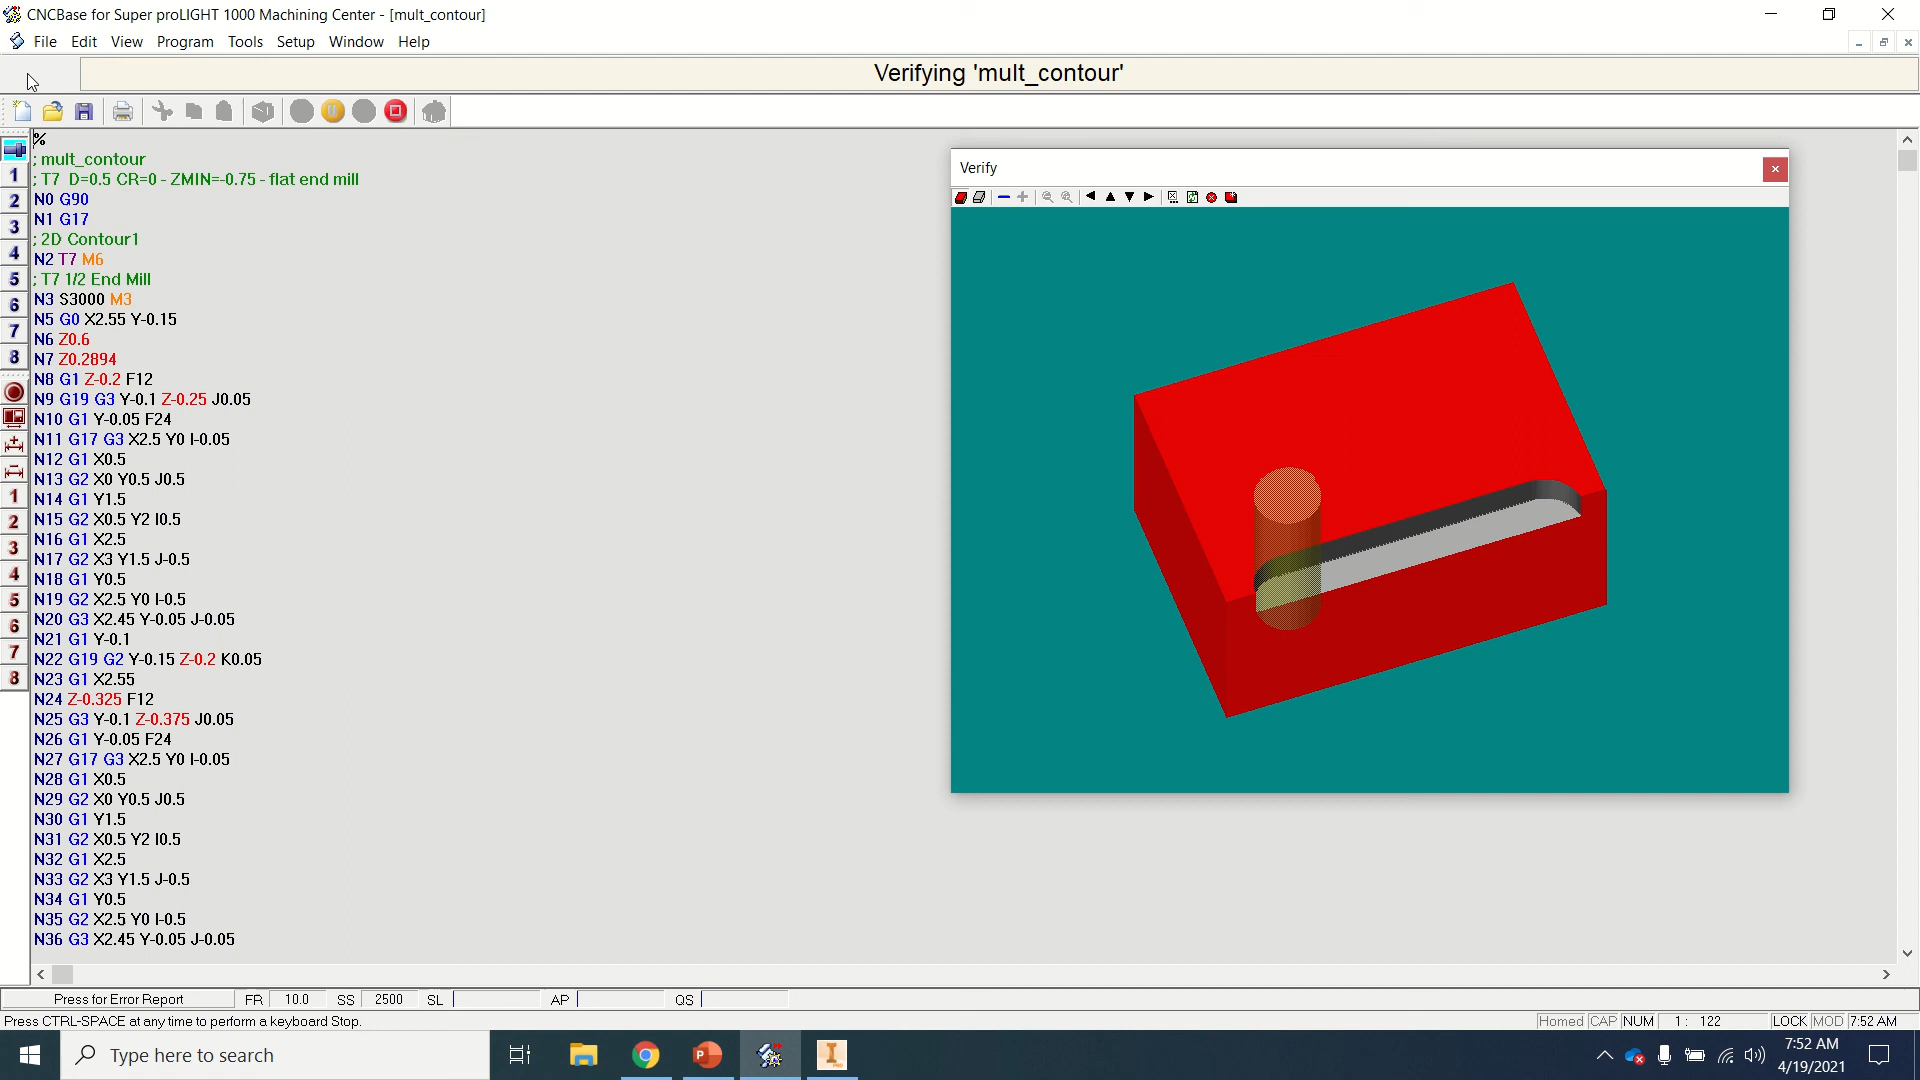 CNCBase for Super proLIGHT 1000 Machining Center - [mult_contour]
File Edit View Program Tools Setup Window Help
Verifying 'mult_contour'
%
; mult_contour
; T7 D=0.5 CR=0 - ZMIN=-0.75 - flat end mill
N0 G90
N1 G17
; 2D Contour1
N2 T7 M6
; T7 1/2 End Mill
N3 S3000 M3
N5 G0 X2.55 Y-0.15
N6 Z0.6
N7 Z0.2894
N8 G1 Z-0.2 F12
N9 G19 G3 Y-0.1 Z-0.25 J0.05
N10 G1 Y-0.05 F24
N11 G17 G3 X2.5 Y0 I-0.05
N12 G1 X0.5
N13 G2 X0 Y0.5 J0.5
N14 G1 Y1.5
N15 G2 X0.5 Y2 I0.5
N16 G1 X2.5
N17 G2 X3 Y1.5 J-0.5
N18 G1 Y0.5
N19 G2 X2.5 Y0 I-0.5
N20 G3 X2.45 Y-0.05 J-0.05
N21 G1 Y-0.1
N22 G19 G2 Y-0.15 Z-0.2 K0.05
N23 G1 X2.55
N24 Z-0.325 F12
N25 G3 Y-0.1 Z-0.375 J0.05
N26 G1 Y-0.05 F24
N27 G17 G3 X2.5 Y0 I-0.05
N28 G1 X0.5
N29 G2 X0 Y0.5 J0.5
N30 G1 Y1.5
N31 G2 X0.5 Y2 I0.5
N32 G1 X2.5
N33 G2 X3 Y1.5 J-0.5
N34 G1 Y0.5
N35 G2 X2.5 Y0 I-0.5
N36 G3 X2.45 Y-0.05 J-0.05
1
2
3
4
5
6
7
8
1
2
3
4
5
6
7
8
Verify
Press for Error Report FR 10.0 SS 2500 SL AP QS
Press CTRL-SPACE at any time to perform a keyboard Stop.
Homed CAP NUM 1 : 122 LOCK MOD 7:52 AM
Type here to search
7:52 AM
4/19/2021